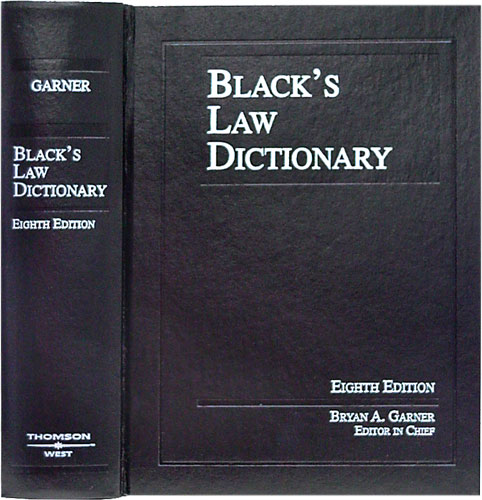 GARNER
BLACK'S
LAW
DICTIONARY
EIGHTH EDITION
THOMSON
WEST
BLACK'S
LAW
DICTIONARY
EIGHTH EDITION
BRYAN A. GARNER
EDITOR IN CHIEF